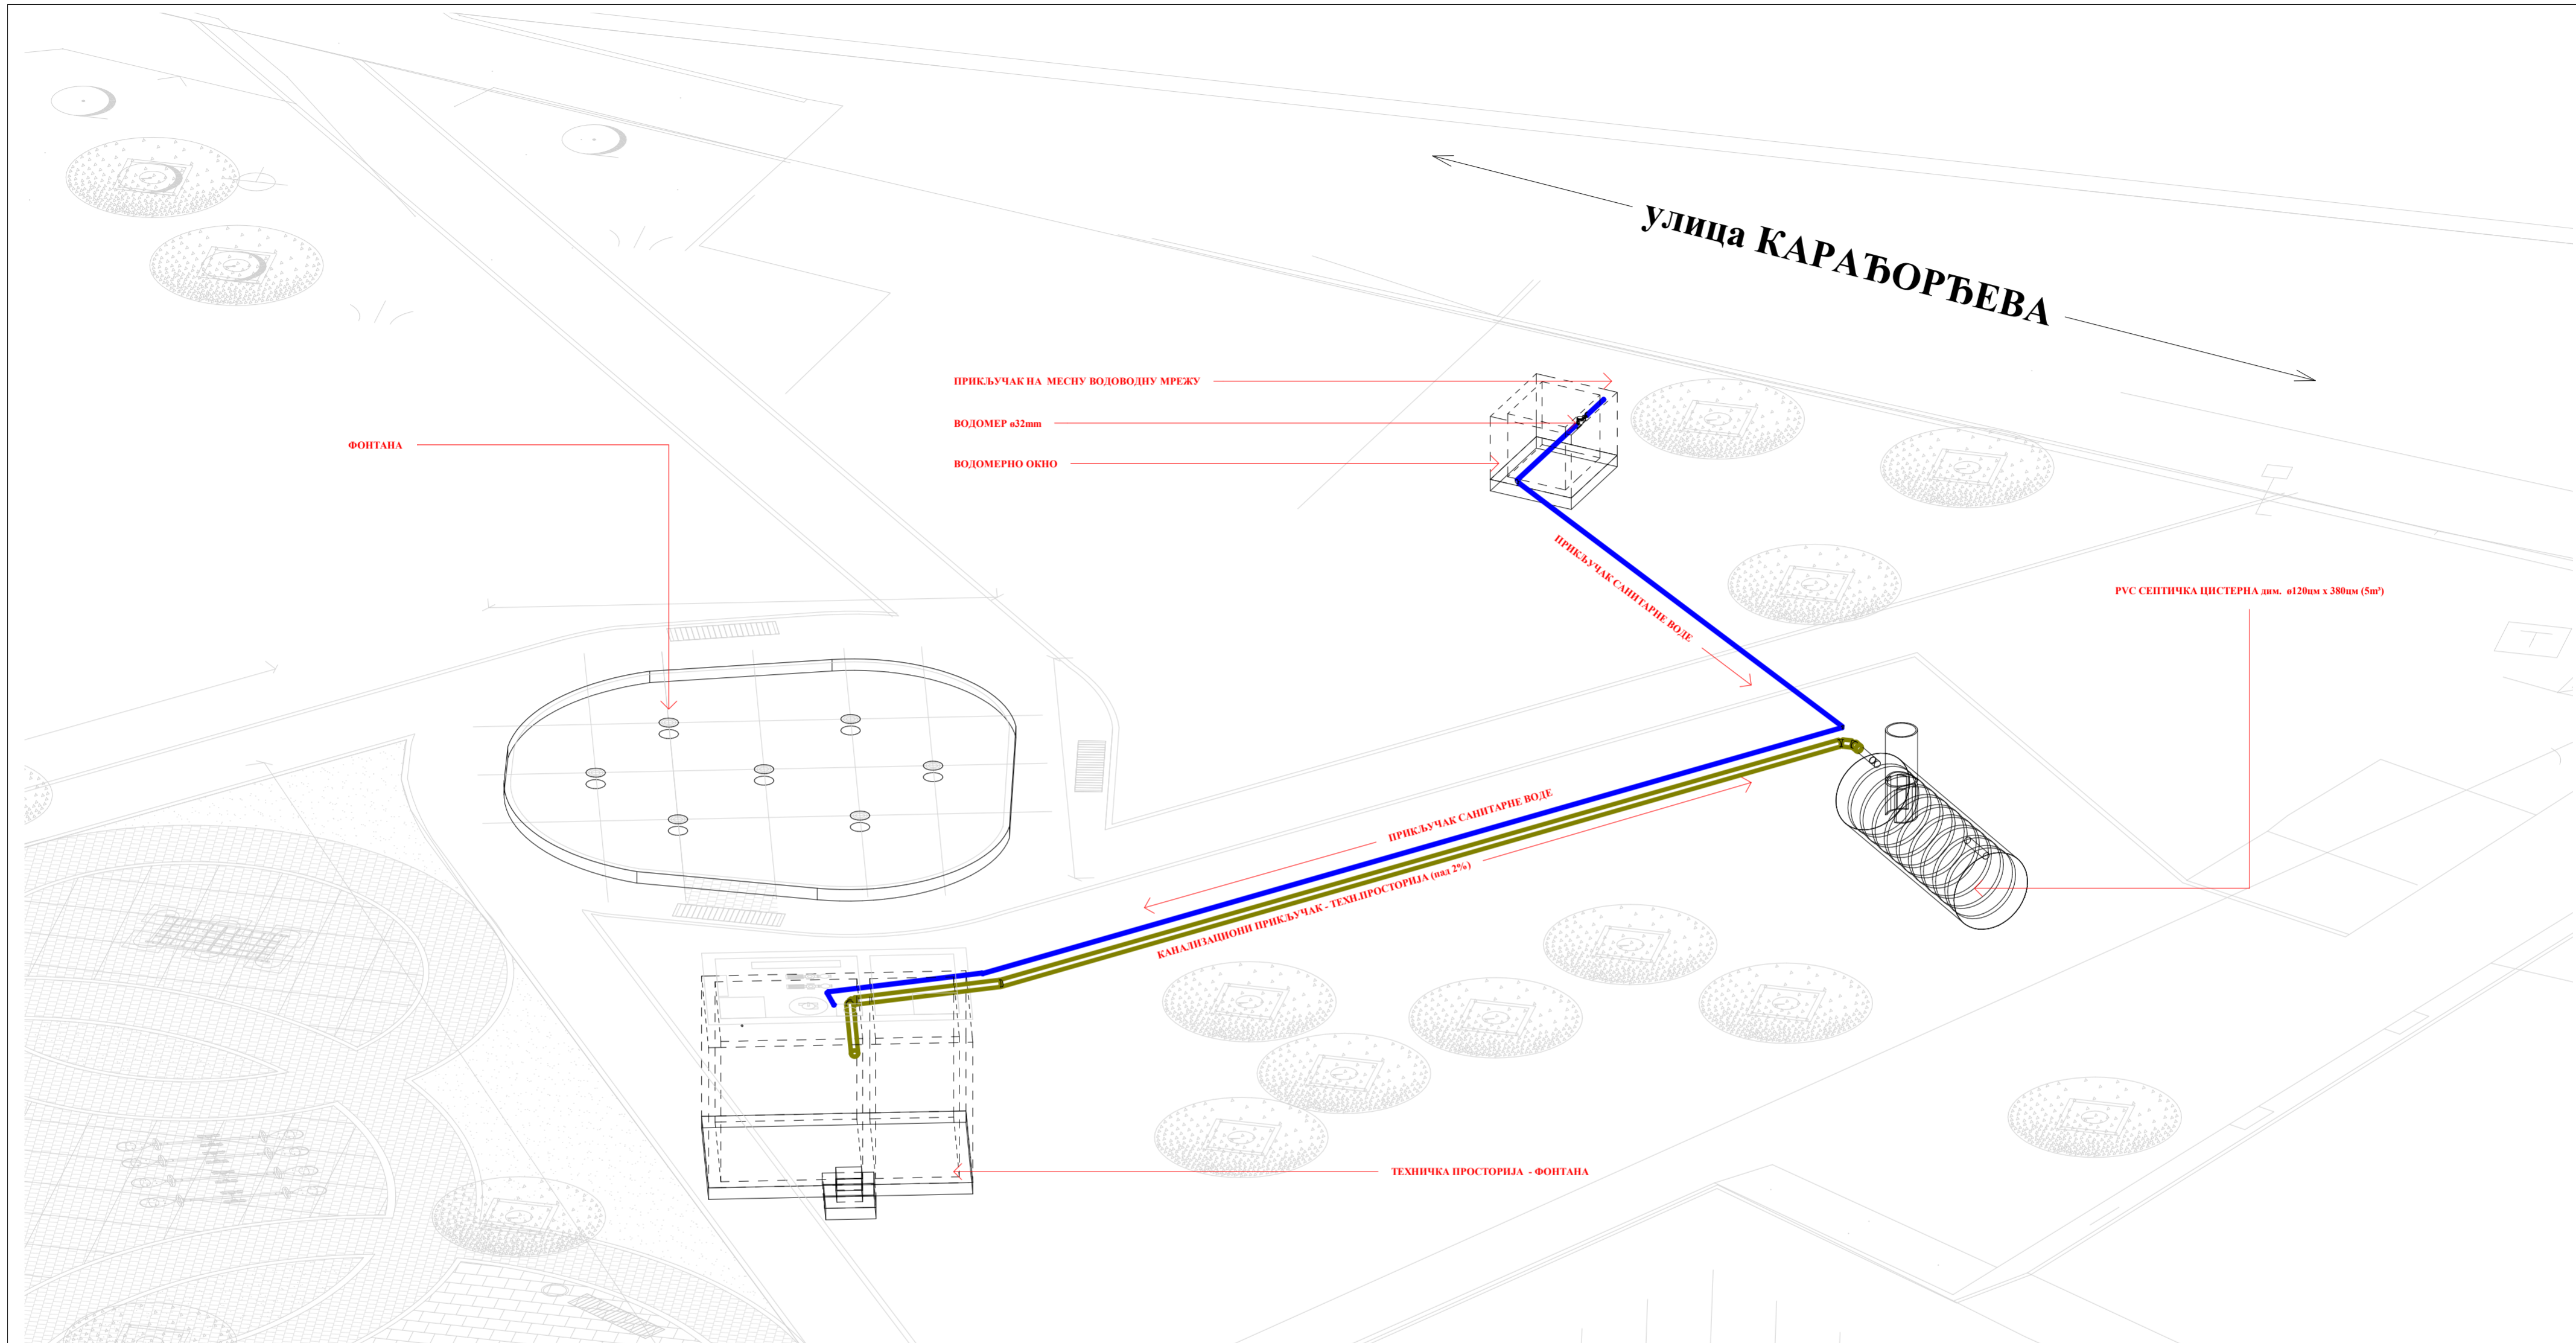 улица КАРАЂОРЂЕВА
ПРИКЉУЧАК НА МЕСНУ ВОДОВОДНУ МРЕЖУ
ВОДОМЕР ø32mm
ФОНТАНА
ВОДОМЕРНО ОКНО
ПРИКЉУЧАК САНИТАРНЕ ВОДЕ
PVC СЕПТИЧКА ЦИСТЕРНА дим. ø120цм x 380цм (5m³)
ПРИКЉУЧАК САНИТАРНЕ ВОДЕ
КАНАЛИЗАЦИОНИ ПРИКЉУЧАК - ТЕХН.ПРОСТОРИЈА (пад 2%)
ТЕХНИЧКА ПРОСТОРИЈА - ФОНТАНА